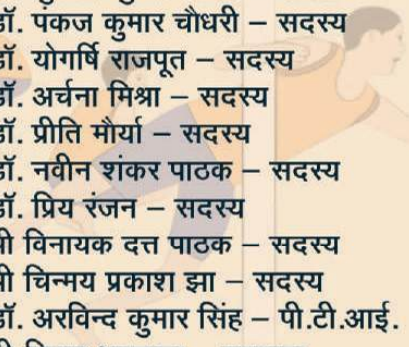 डॉ. पंकज कुमार चौधरी – सदस्य
डॉ. योगर्षि राजपूत – सदस्य
डॉ. अर्चना मिश्रा – सदस्य
डॉ. प्रीति मौर्या – सदस्य
डॉ. नवीन शंकर पाठक – सदस्य
डॉ. प्रिय रंजन – सदस्य
श्री विनायक दत्त पाठक – सदस्य
श्री चिन्मय प्रकाश झा – सदस्य
डॉ. अरविन्द कुमार सिंह – पी.टी.आई.